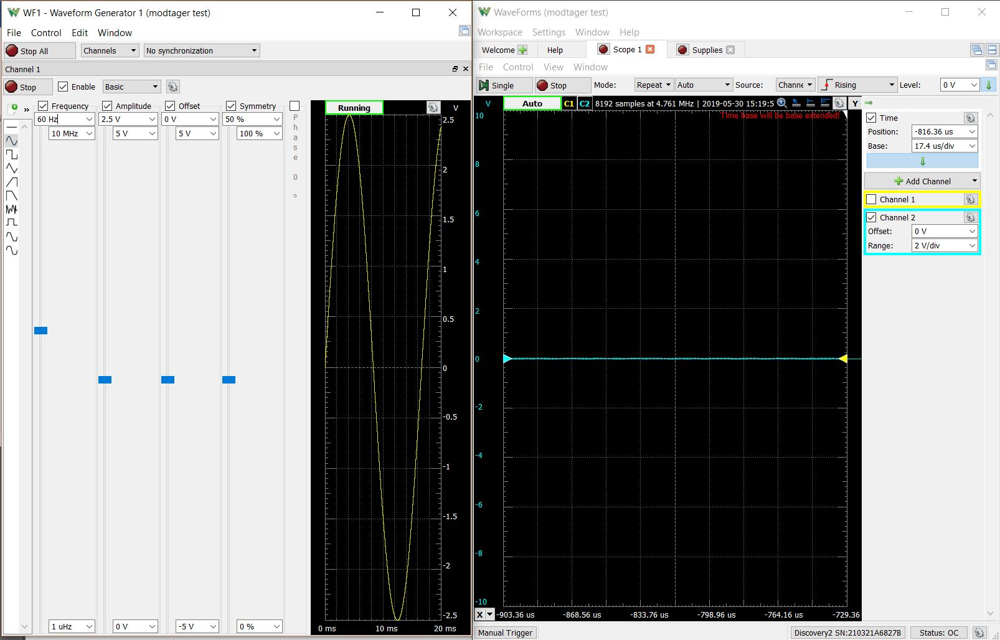 WF1 - Waveform Generator 1 (modtager test)
File Control Edit Window
Stop All Channels No synchronization
Channel 1
Stop Enable Basic
» Frequency Amplitude Offset Symmetry
60 Hz 2.5 V 0 V 50 %
10 MHz 5 V 5 V 100 %
Phase
0
°
1 uHz 0 V -5 V 0 %
Running V
2.5
2
1.5
1
0.5
0
-0.5
-1
-1.5
-2
-2.5
0 ms 10 ms 20 ms
WaveForms (modtager test)
Workspace Settings Window Help
Welcome Help Scope 1 Supplies
File Control View Window
Single Stop Mode: Repeat Auto Source: Channe Rising Level: 0 V
V Auto C1 C2 8192 samples at 4.761 MHz | 2019-05-30 15:19:5 Y
Time base will be base extended!
10
8
6
4
2
0
-2
-4
-6
-8
-10
X -903.36 us -868.56 us -833.76 us -798.96 us -764.16 us -729.36
Time
Position: -816.36 us
Base: 17.4 us/div
Add Channel
Channel 1
Channel 2
Offset: 0 V
Range: 2 V/div
Manual Trigger Discovery2 SN:210321A6827B Status: OC